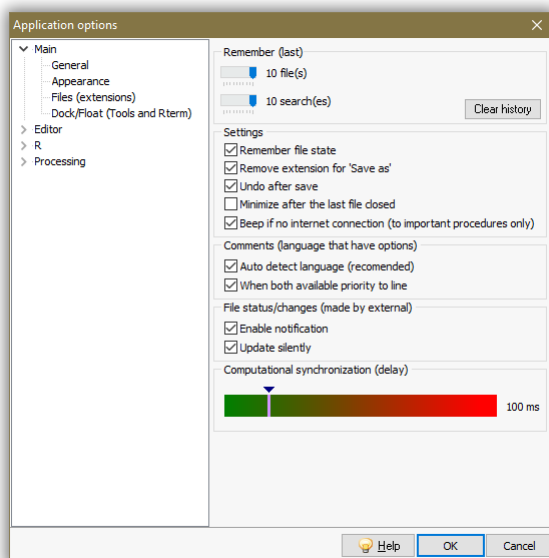 Application options
Main
General
Appearance
Files (extensions)
Dock/Float (Tools and Rterm)
Editor
R
Processing
Remember (last)
10 file(s)
10 search(es)
Clear history
Settings
Remember file state
Remove extension for 'Save as'
Undo after save
Minimize after the last file closed
Beep if no internet connection (to important procedures only)
Comments (language that have options)
Auto detect language (recomended)
When both available priority to line
File status/changes (made by external)
Enable notification
Update silently
Computational synchronization (delay)
100 ms
Help
OK
Cancel